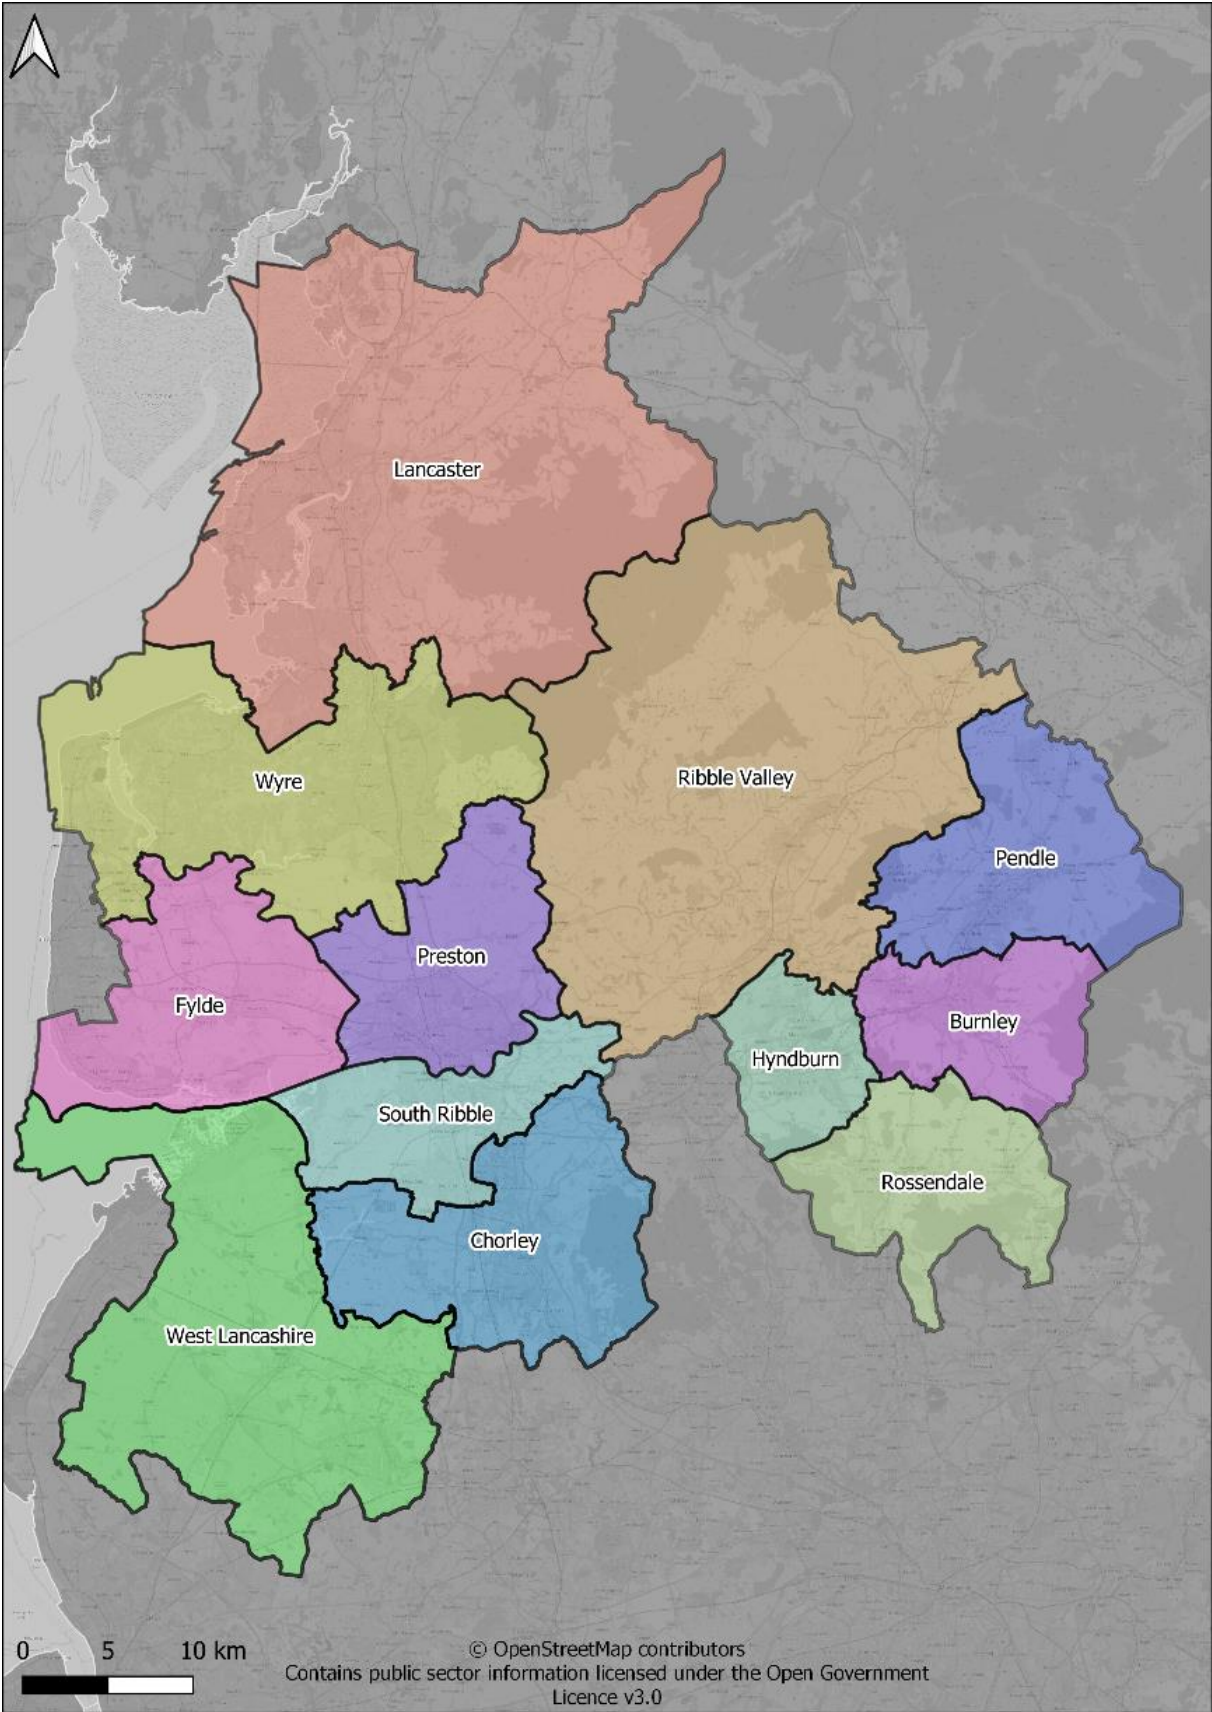 Lancaster
Wyre
Ribble Valley
Pendle
Preston
Fylde
Burnley
Hyndburn
South Ribble
Rossendale
Chorley
West Lancashire
0 5 10 km
© OpenStreetMap contributors
Contains public sector information licensed under the Open Government
Licence v3.0